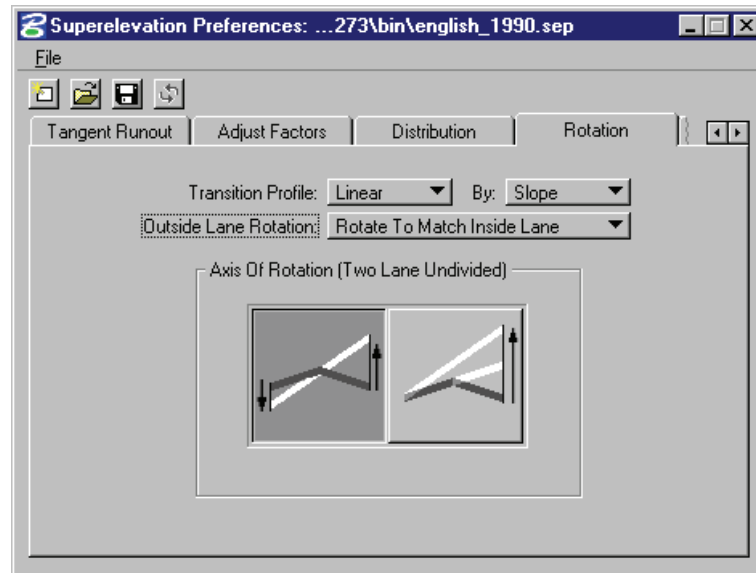 Superelevation Preferences: ...273\bin\english_1990.sep
File
Tangent Runout Adjust Factors Distribution Rotation
Transition Profile: Linear By: Slope
Outside Lane Rotation: Rotate To Match Inside Lane
Axis Of Rotation (Two Lane Undivided)